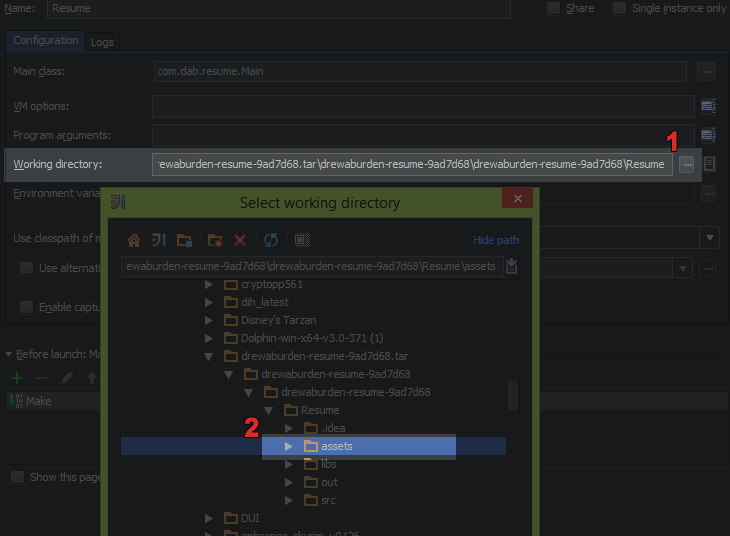 Name: Resume Share Single instance only
Configuration Logs
Main class: com.dab.resume.Main ...
VM options:
Program arguments:
1
Working directory: ewaburden-resume-9ad7d68.tar\drewaburden-resume-9ad7d68\drewaburden-resume-9ad7d68\Resume ...
Environment varia
Select working directory
Use classpath of m
Hide path
Use alternati
ewaburden-resume-9ad7d68\drewaburden-resume-9ad7d68\Resume\assets
cryptopp561
dih_latest
Enable captu
Disney's Tarzan
Dolphin-win-x64-v3.0-371 (1)
Before launch: Ma
drewaburden-resume-9ad7d68.tar
drewaburden-resume-9ad7d68
drewaburden-resume-9ad7d68
Make
Resume
2
.idea
assets
libs
Show this page
out
src
DUI